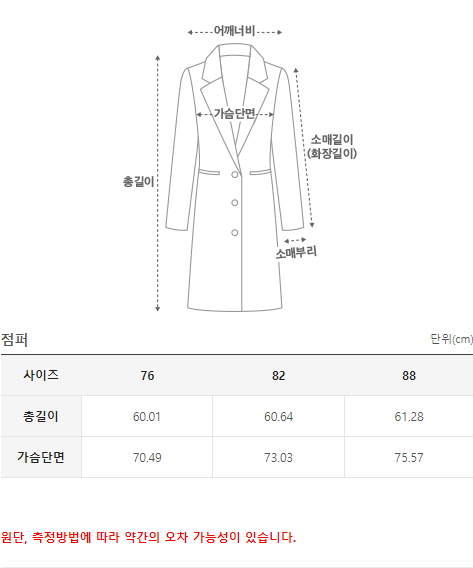 어깨너비
가슴단면
소매길이
(화장길이)
총길이
소매부리
점퍼 단위(cm)
사이즈 76 82 88
총길이 60.01 60.64 61.28
가슴단면 70.49 73.03 75.57
원단, 측정방법에 따라 약간의 오차 가능성이 있습니다.